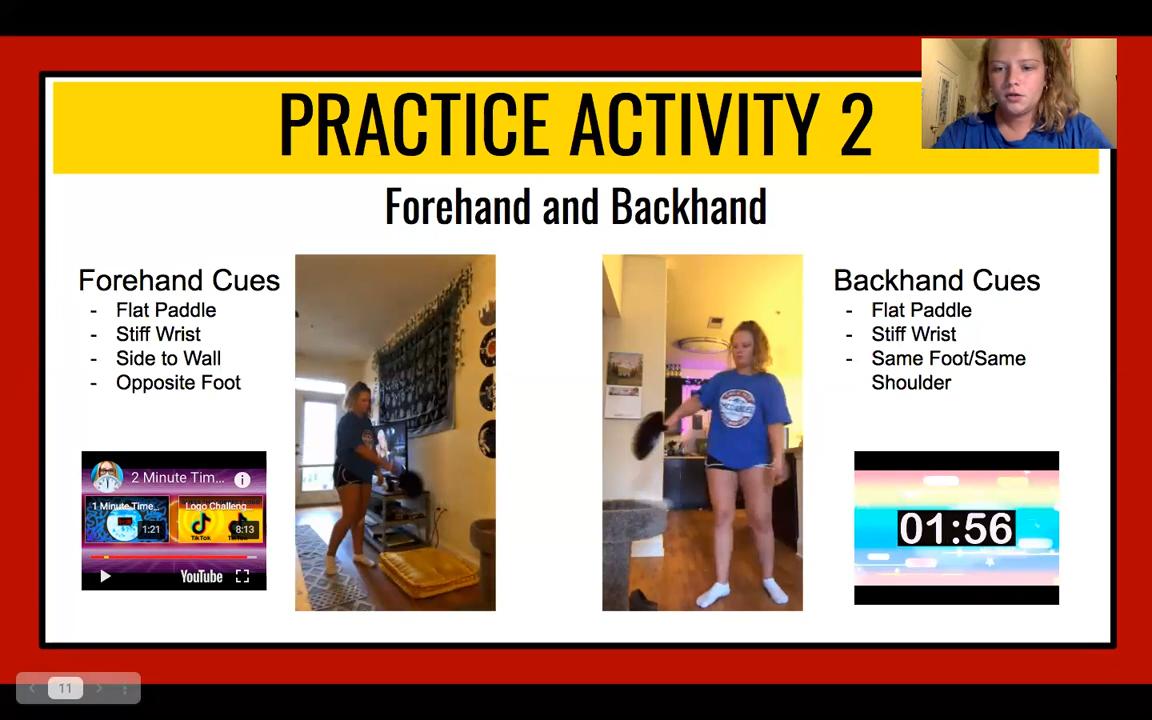 PRACTICE ACTIVITY 2
Forehand and Backhand
Forehand Cues
- Flat Paddle
- Stiff Wrist
- Side to Wall
- Opposite Foot
Backhand Cues
- Flat Paddle
- Stiff Wrist
- Same Foot/Same
Shoulder
2 Minute Tim...
1 Minute Time...
1:21
Logo Challeng...
TikTok
TikTok
8:13
YouTube
01:56
11